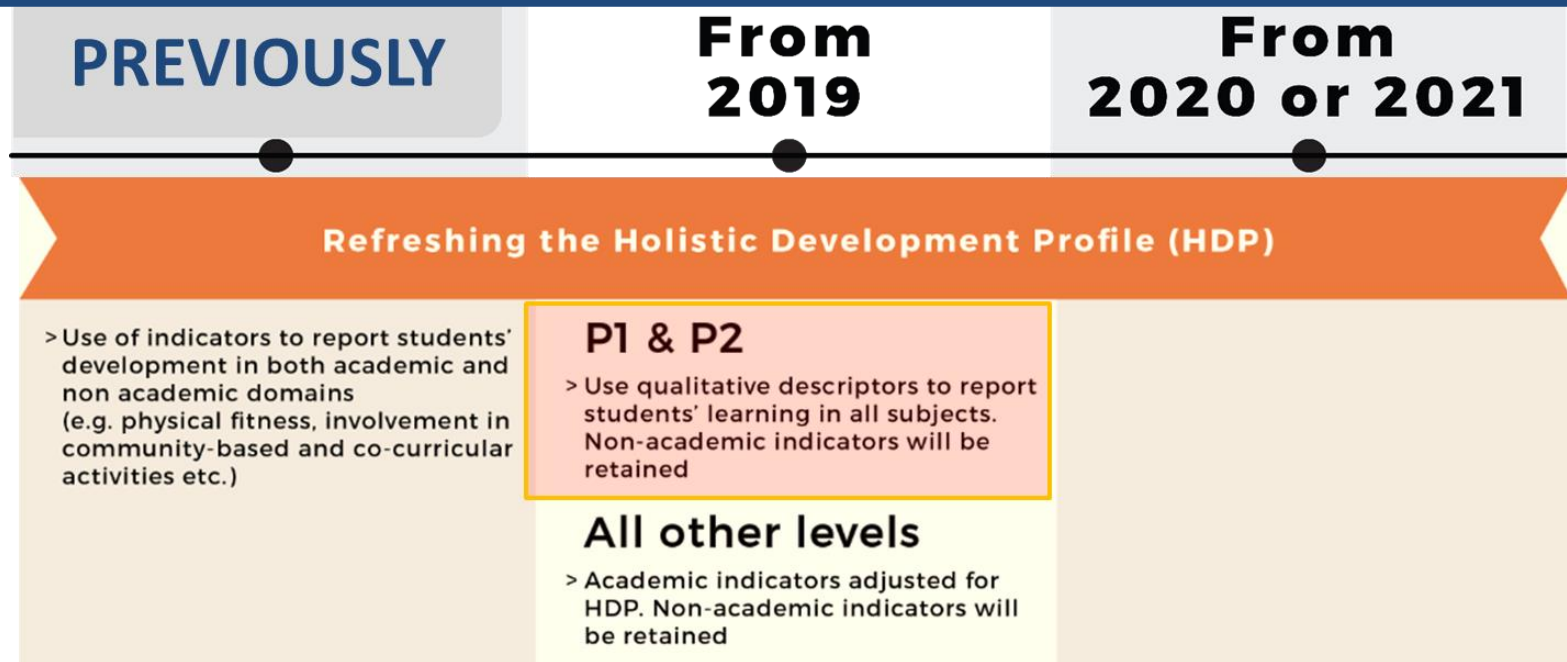 PREVIOUSLY
From
2019
From
2020 or 2021
Refreshing the Holistic Development Profile (HDP)
> Use of indicators to report students'
development in both academic and
non academic domains
(e.g. physical fitness, involvement in
community-based and co-curricular
activities etc.)
P1 & P2
> Use qualitative descriptors to report
students' learning in all subjects.
Non-academic indicators will be
retained
All other levels
> Academic indicators adjusted for
HDP. Non-academic indicators will
be retained